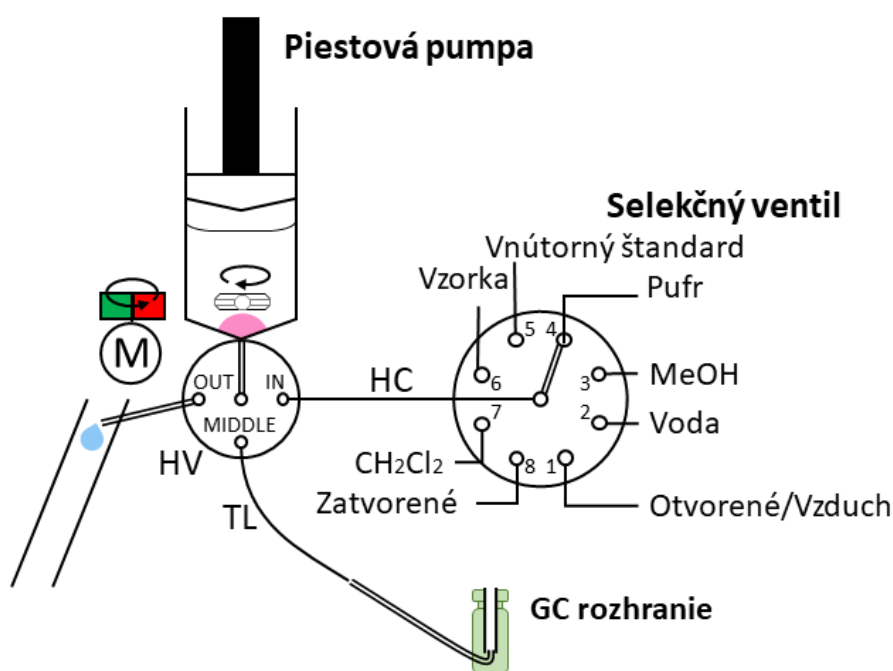 Piestová pumpa
Selekčný ventil
Vnútorný štandard
Vzorka
Pufr
5 4
6
3
MeOH
M
OUT
IN
HC
7
2
Voda
MIDDLE
HV
CH₂Cl₂
8 1
Zatvorené
Otvorené/Vzduch
TL
GC rozhranie